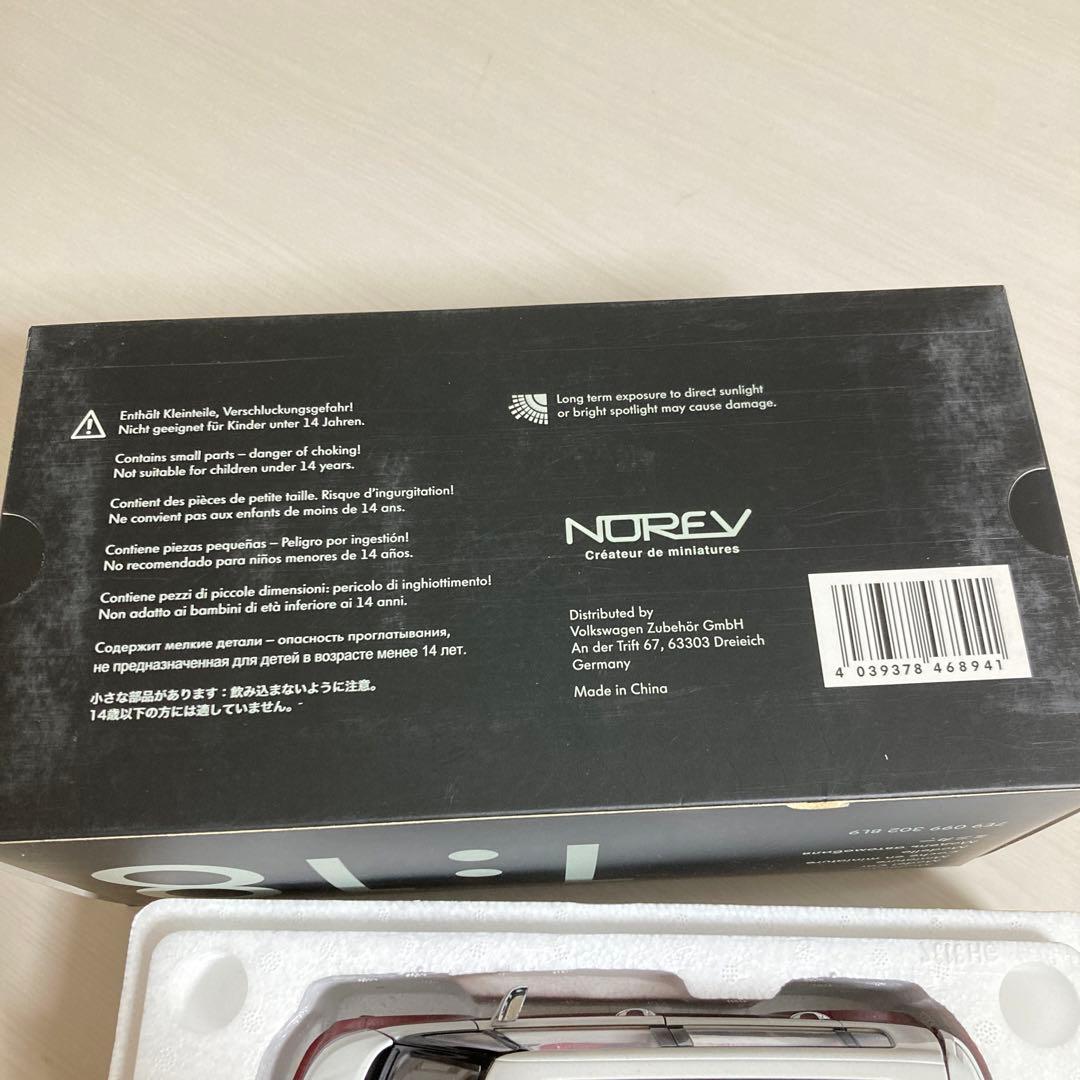 Enthält Kleinteile, Verschluckungsgefahr!
Nicht geeignet für Kinder unter 14 Jahren.
Contains small parts – danger of choking!
Not suitable for children under 14 years.
Contient des pièces de petite taille. Risque d'ingurgitation!
Ne convient pas aux enfants de moins de 14 ans.
Contiene piezas pequeñas – Peligro por ingestión!
No recomendado para niños menores de 14 años.
Contiene pezzi di piccole dimensioni: pericolo di inghiottimento!
Non adatto ai bambini di età inferiore ai 14 anni.
Содержит мелкие детали – опасность проглатывания,
не предназначенная для детей в возрасте менее 14 лет.
小さな部品があります：飲み込まないように注意。
14歳以下の方には適していません。
Long term exposure to direct sunlight
or bright spotlight may cause damage.
NOREV
Créateur de miniatures
Distributed by
Volkswagen Zubehör GmbH
An der Trift 67, 63303 Dreieich
Germany
Made in China
4 039378 468941
1:18
7E9 099 302 BL9